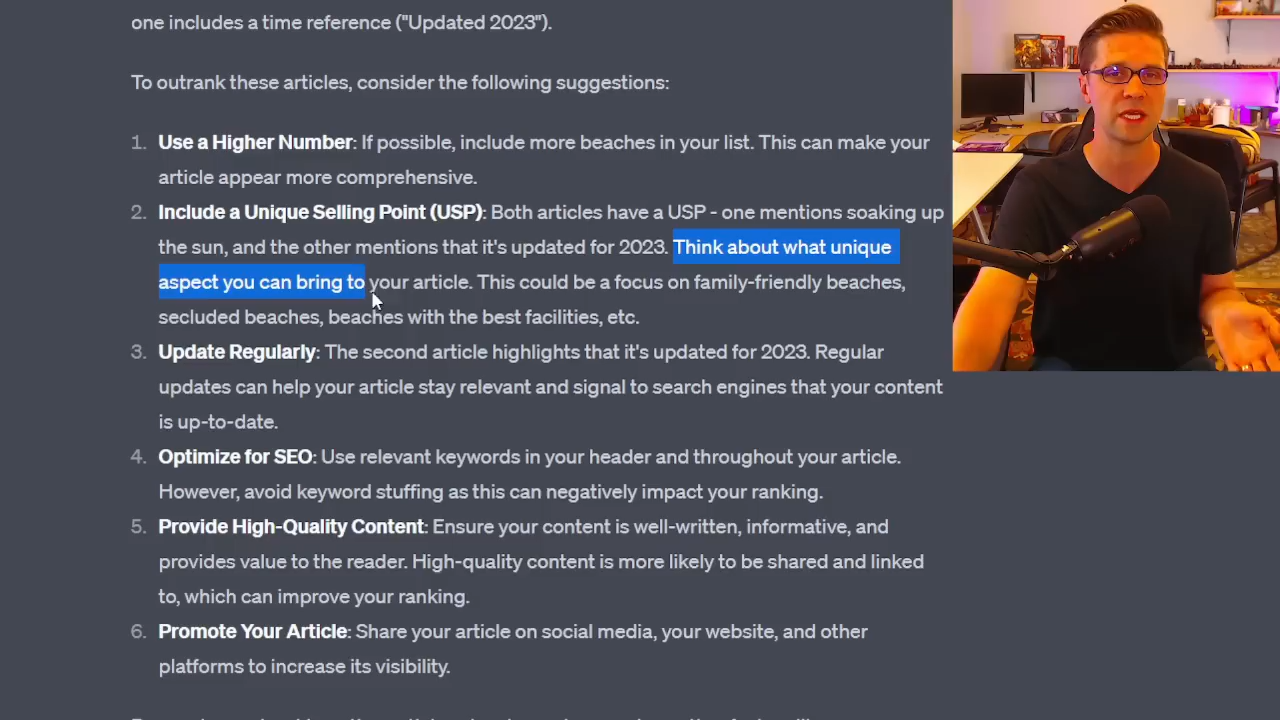 one includes a time reference ("Updated 2023").
To outrank these articles, consider the following suggestions:
1. Use a Higher Number: If possible, include more beaches in your list. This can make your
article appear more comprehensive.
2. Include a Unique Selling Point (USP): Both articles have a USP - one mentions soaking up
the sun, and the other mentions that it's updated for 2023. Think about what unique
aspect you can bring to your article. This could be a focus on family-friendly beaches,
secluded beaches, beaches with the best facilities, etc.
3. Update Regularly: The second article highlights that it's updated for 2023. Regular
updates can help your article stay relevant and signal to search engines that your content
is up-to-date.
4. Optimize for SEO: Use relevant keywords in your header and throughout your article.
However, avoid keyword stuffing as this can negatively impact your ranking.
5. Provide High-Quality Content: Ensure your content is well-written, informative, and
provides value to the reader. High-quality content is more likely to be shared and linked
to, which can improve your ranking.
6. Promote Your Article: Share your article on social media, your website, and other
platforms to increase its visibility.